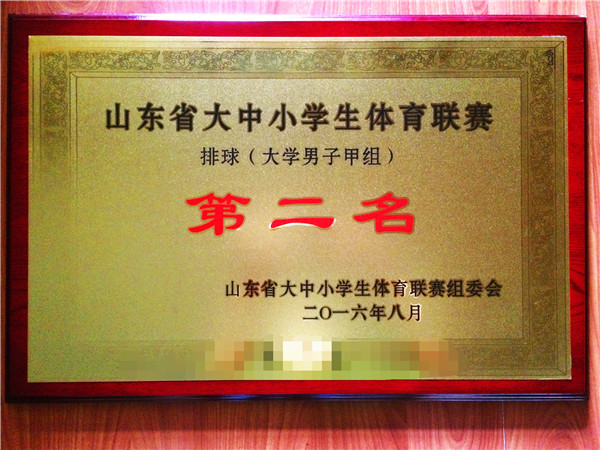 山东省大中小学生体育联赛
排球（大学男子甲组）
第二名
山东省大中小学生体育联赛组委会
二〇一六年八月